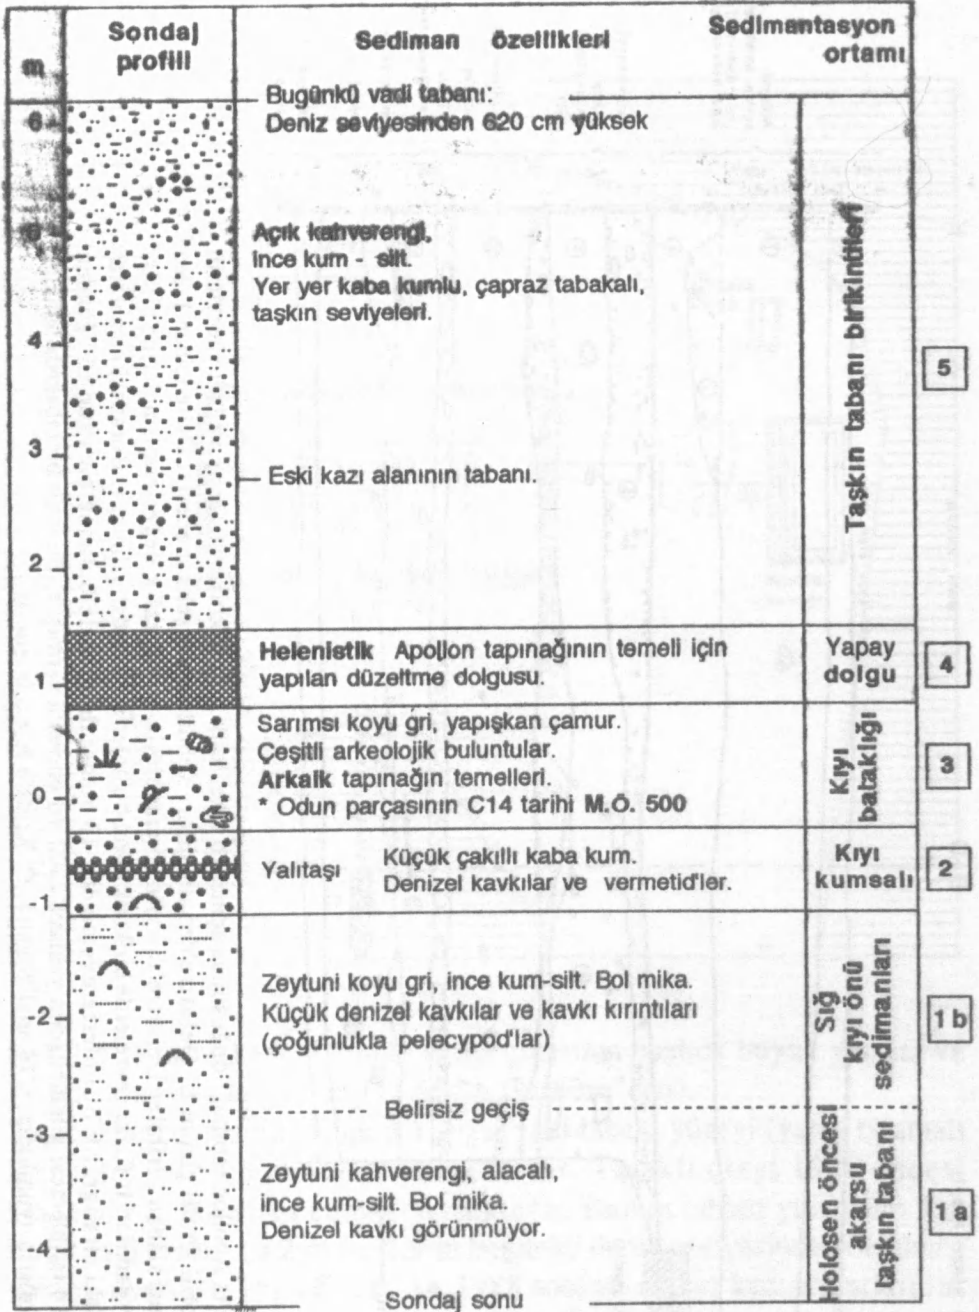 m
Sondaj
profili
Sediman özellikleri
Sedimantasyon
ortamı
Bugünkü vadi tabanı:
Deniz seviyesinden 620 cm yüksek
6
Açık kahverengi,
ince kum - silt.
Yer yer kaba kumlu, çapraz tabakalı,
taşkın seviyeleri.
4
3
Eski kazı alanının tabanı.
2
Taşkın tabanı birikintileri
5
Helenistik Apollon tapınağının temeli için
yapılan düzeltme dolgusu.
1
Yapay
dolgu
4
Sarımsı koyu gri, yapışkan çamur.
Çeşitli arkeolojik buluntular.
Arkaik tapınağın temelleri.
* Odun parçasının C14 tarihi M.Ö. 500
0
Kıyı
bataklığı
3
Yalıtaşı
Küçük çakıllı kaba kum.
Denizel kavkılar ve vermetid'ler.
-1
Kıyı
kumsalı
2
Zeytuni koyu gri, ince kum-silt. Bol mika.
Küçük denizel kavkılar ve kavkı kırıntıları
(çoğunlukla pelecypod'lar)
-2
Sığ
kıyı önü
sedimanları
1b
Belirsiz geçiş
-3
Zeytuni kahverengi, alacalı,
ince kum-silt. Bol mika.
Denizel kavkı görünmüyor.
-4
Holosen öncesi
akarsu
taşkın tabanı
1a
Sondaj sonu